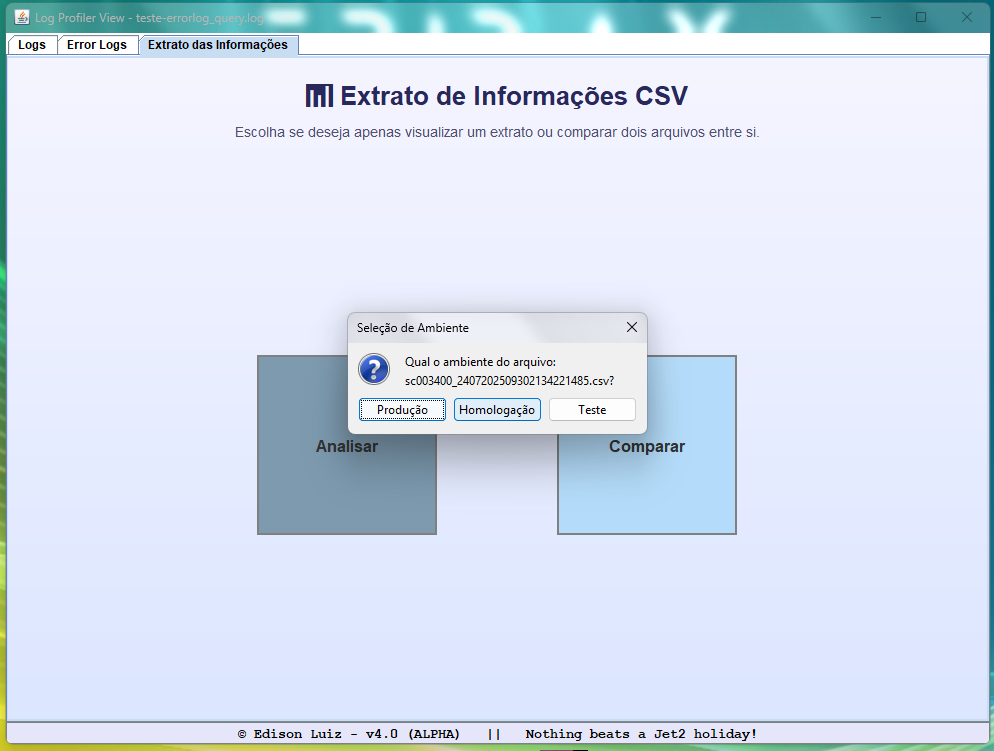 Log Profiler View - teste-errorlog_query.log
Logs Error Logs Extrato das Informações
Extrato de Informações CSV
Escolha se deseja apenas visualizar um extrato ou comparar dois arquivos entre si.
Seleção de Ambiente
Qual o ambiente do arquivo:
sc003400_2407202509302134221485.csv?
Produção Homologação Teste
Analisar Comparar
© Edison Luiz - v4.0 (ALPHA) || Nothing beats a Jet2 holiday!